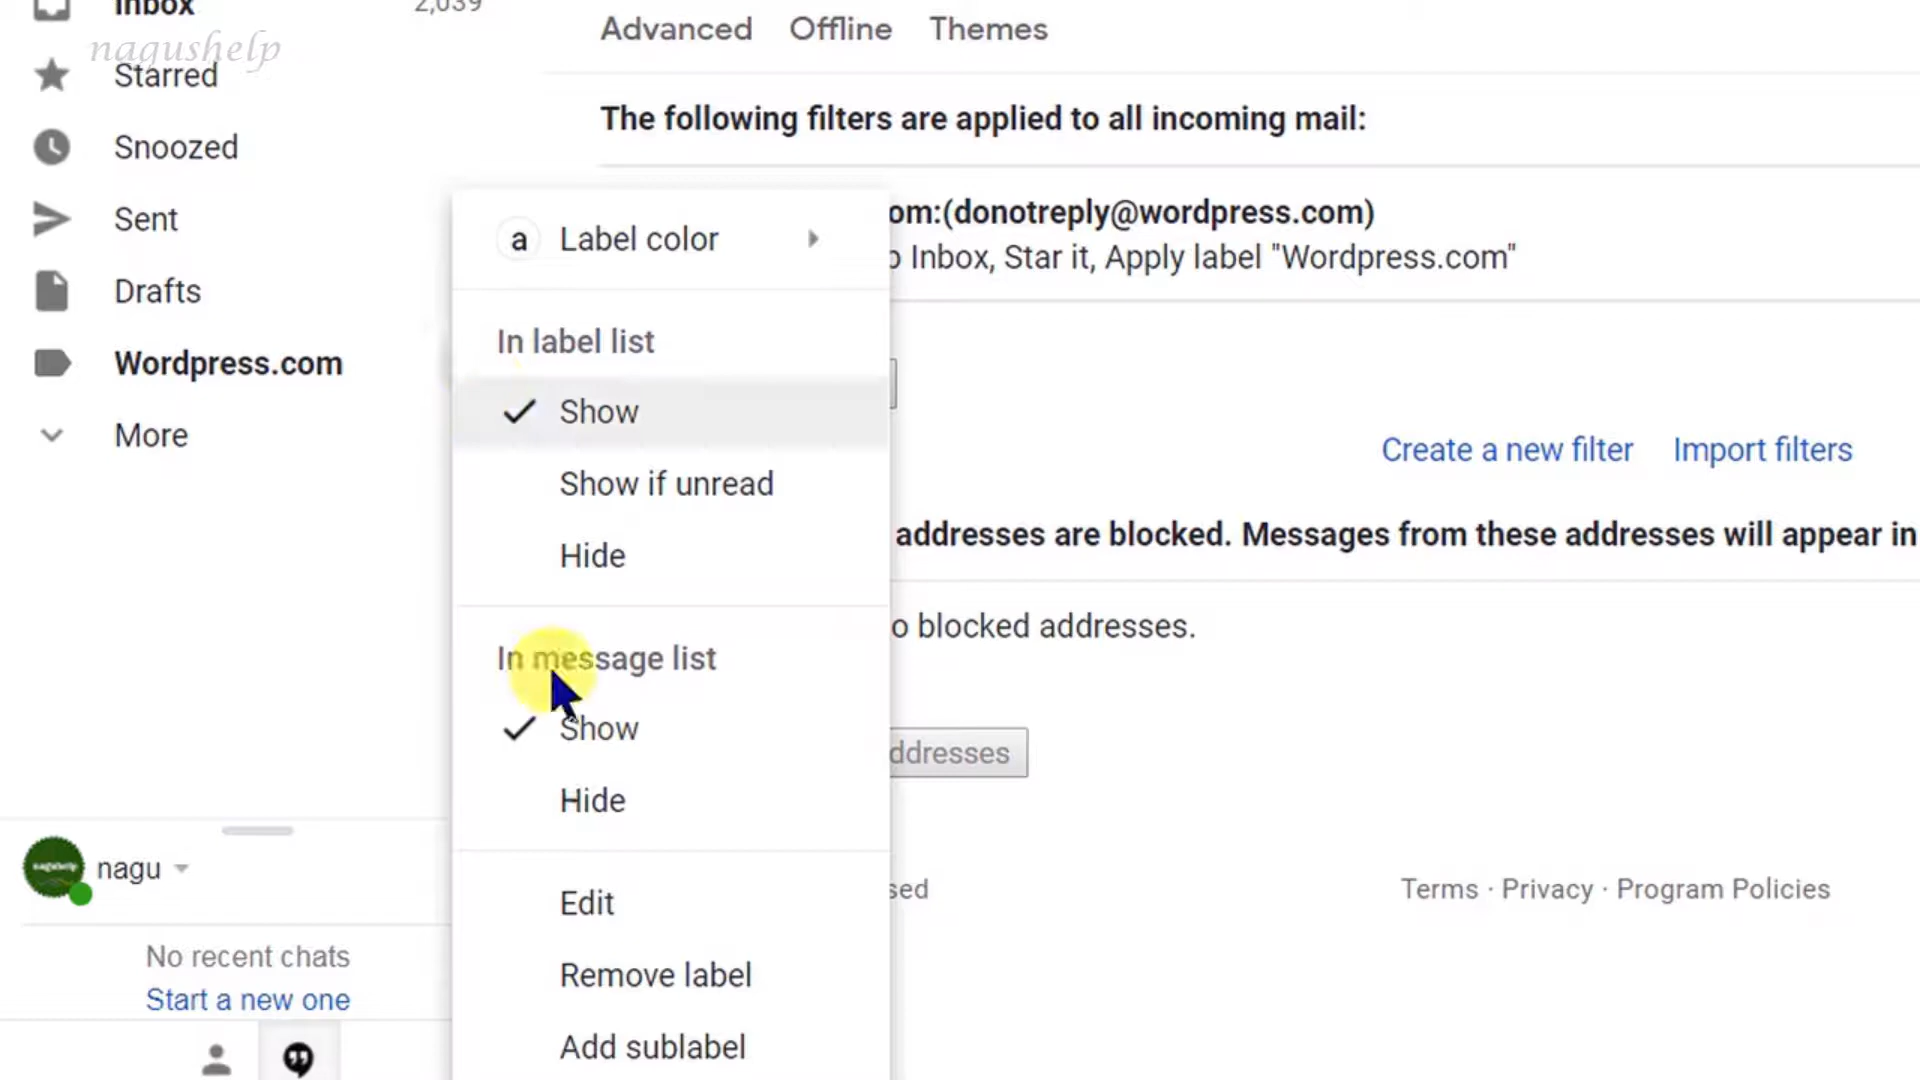 Inbox 2,039
nagushelp
Starred
Snoozed
Sent
Drafts
Wordpress.com
More
nagu
No recent chats
Start a new one
a Label color
In label list
Show
Show if unread
Hide
In message list
Show
Hide
Edit
Remove label
Add sublabel
Advanced Offline Themes
The following filters are applied to all incoming mail:
om:(donotreply@wordpress.com)
Inbox, Star it, Apply label "Wordpress.com"
Create a new filter Import filters
addresses are blocked. Messages from these addresses will appear in
o blocked addresses.
ddresses
sed
Terms · Privacy · Program Policies